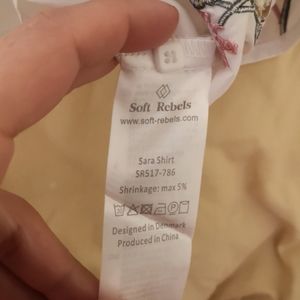 Soft Rebels
www.soft-rebels.com
Sara Shirt
SR517-786
Shrinkage: max 5%
Designed in Denmark
Produced in China